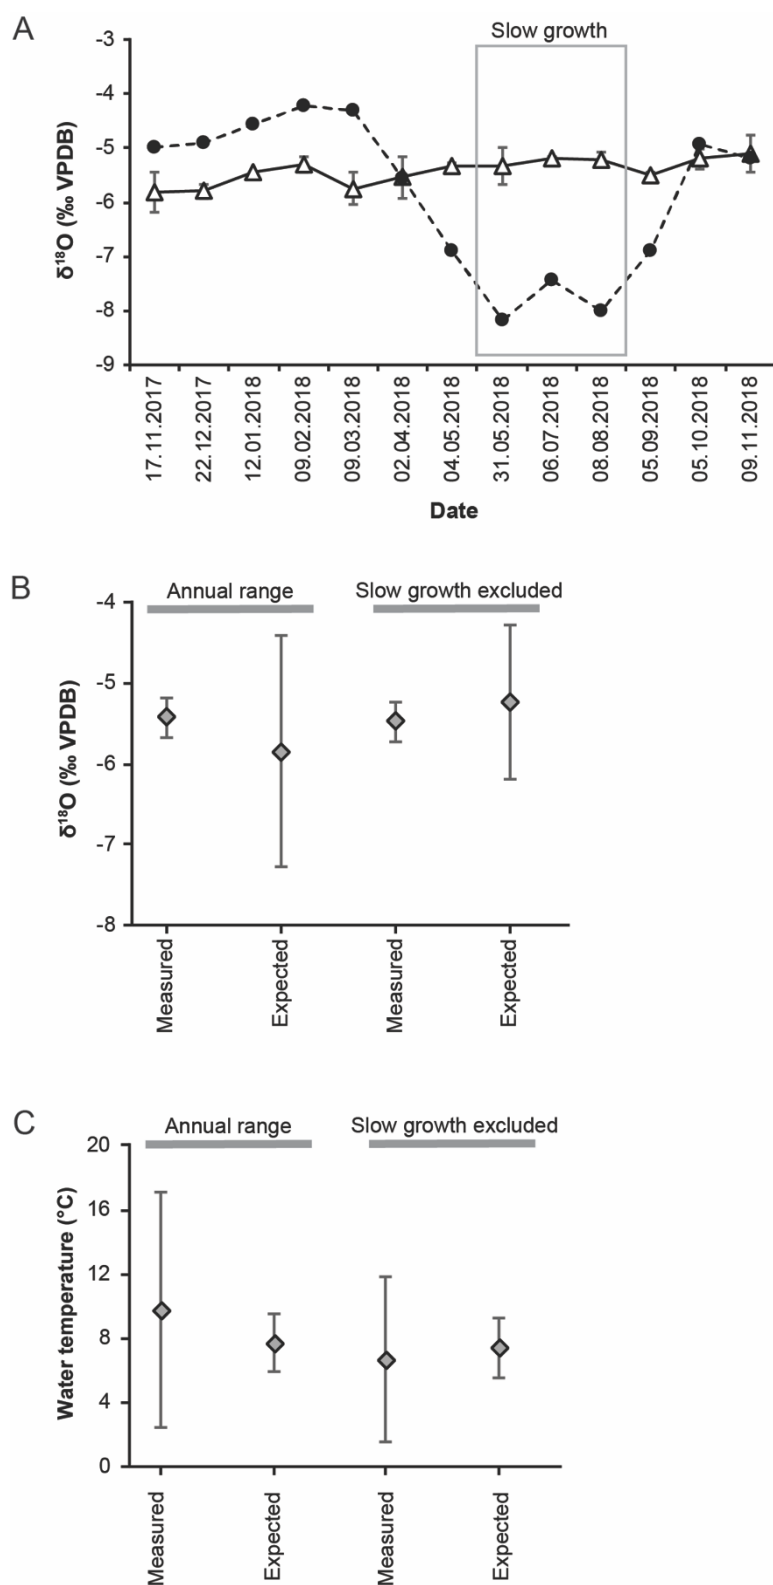 A
Slow growth
-3
-4
-5
-6
-7
-8
-9
δ¹⁸O (‰ VPDB)
17.11.2017
22.12.2017
12.01.2018
09.02.2018
09.03.2018
02.04.2018
04.05.2018
31.05.2018
06.07.2018
08.08.2018
05.09.2018
05.10.2018
09.11.2018
Date
B
Annual range
Slow growth excluded
-4
-5
-6
-7
-8
δ¹⁸O (‰ VPDB)
Measured
Expected
Measured
Expected
C
Annual range
Slow growth excluded
20
16
12
8
4
0
Water temperature (°C)
Measured
Expected
Measured
Expected